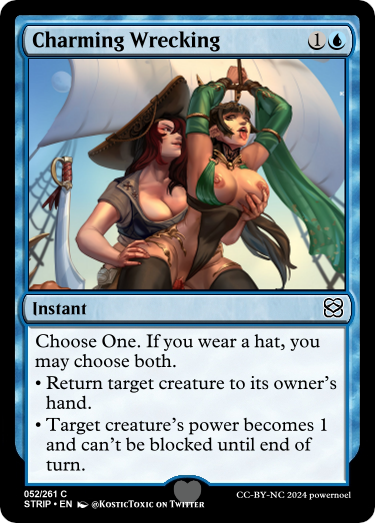 Charming Wrecking 1
Instant
Choose One. If you wear a hat, you
may choose both.
• Return target creature to its owner's
hand.
• Target creature's power becomes 1
and can't be blocked until end of
turn.
052/261 C
STRIP • EN @KosticToxic on Twitter
CC-BY-NC 2024 powernoel